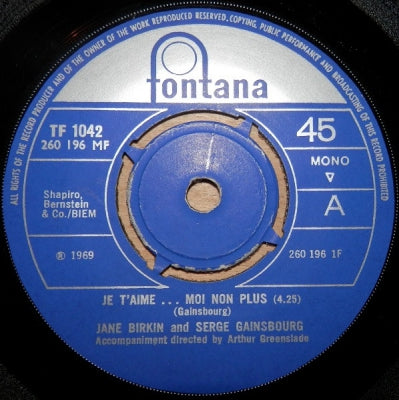 ALL RIGHTS OF THE RECORD PRODUCER AND OF THE OWNER OF THE WORK REPRODUCED RESERVED. COPYING, PUBLIC PERFORMANCE AND BROADCASTING OF THIS RECORD PROHIBITED
fontana
TF 1042
260 196 MF
45
MONO
▽
A
Shapiro,
Bernstein
& Co./BIEM
℗ 1969
260 196 1F
JE T'AIME ... MOI NON PLUS (4.25)
(Gainsbourg)
JANE BIRKIN and SERGE GAINSBOURG
Accompaniment directed by Arthur Greenslade